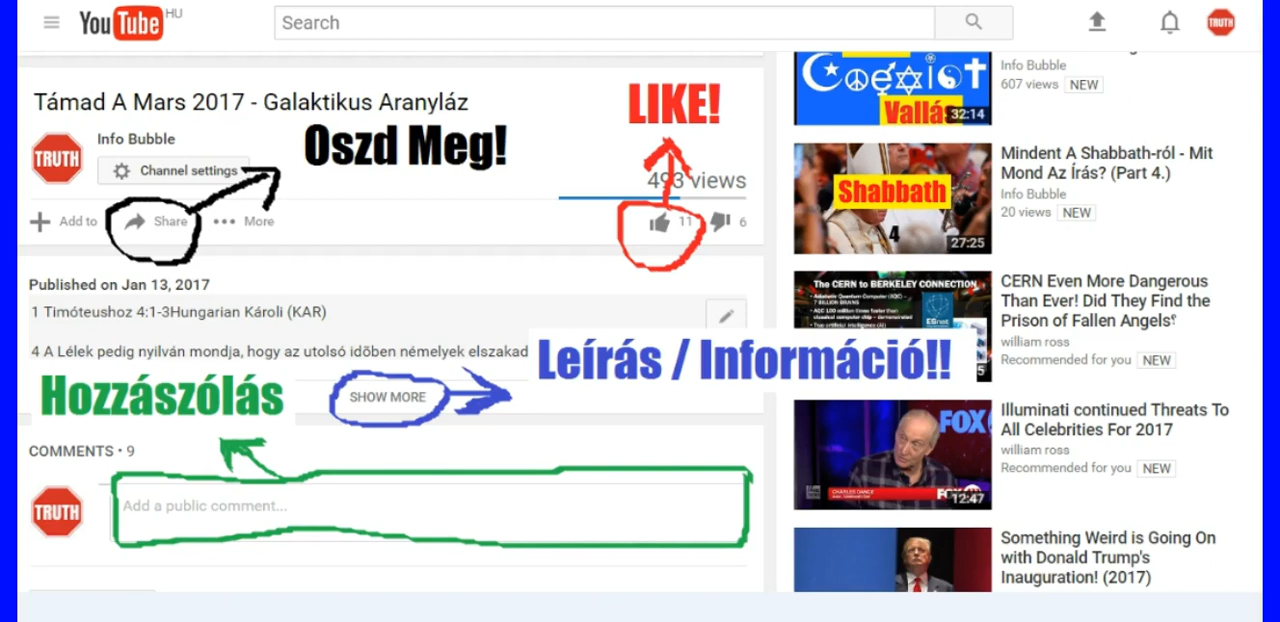 YouTube HU
Search
TRUTH
Támad A Mars 2017 - Galaktikus Aranyláz
TRUTH
Info Bubble
Channel settings
Oszd Meg!
LIKE!
493 views
Add to
Share
More
11
6
Published on Jan 13, 2017
1 Timóteushoz 4:1-3Hungarian Károli (KAR)
4 A Lélek pedig nyilván mondja, hogy az utolsó időben némelyek elszakad
Leírás / Információ!!
Hozzászólás
SHOW MORE
COMMENTS • 9
TRUTH
Add a public comment...
Coexist
Vallás
32:14
Info Bubble
607 views NEW
Shabbath
4
27:25
Mindent A Shabbath-ról - Mit
Mond Az Írás? (Part 4.)
Info Bubble
20 views NEW
The CERN to BERKELEY CONNECTION
CERN Even More Dangerous
Than Ever! Did They Find the
Prison of Fallen Angels‽
william ross
Recommended for you NEW
FOX
CHARLES DANCE
12:47
Illuminati continued Threats To
All Celebrities For 2017
william ross
Recommended for you NEW
Something Weird is Going On
with Donald Trump's
Inauguration! (2017)